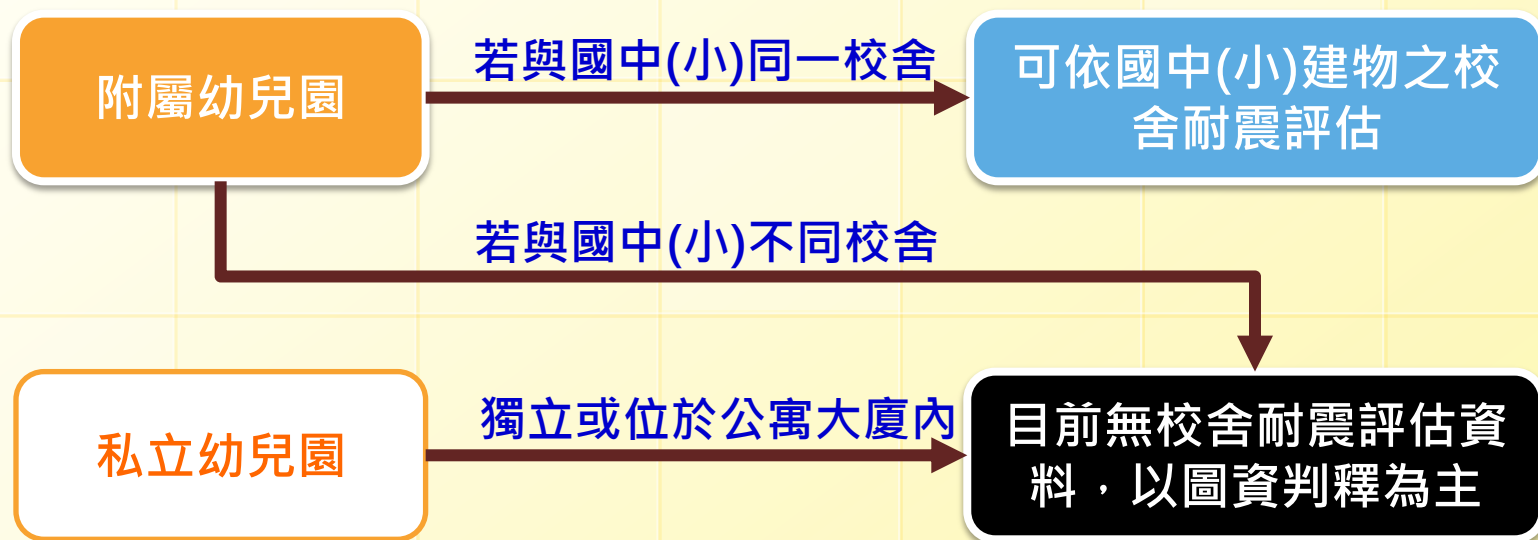 附屬幼兒園
若與國中(小)同一校舍
可依國中(小)建物之校
舍耐震評估
若與國中(小)不同校舍
私立幼兒園
獨立或位於公寓大廈內
目前無校舍耐震評估資
料，以圖資判釋為主